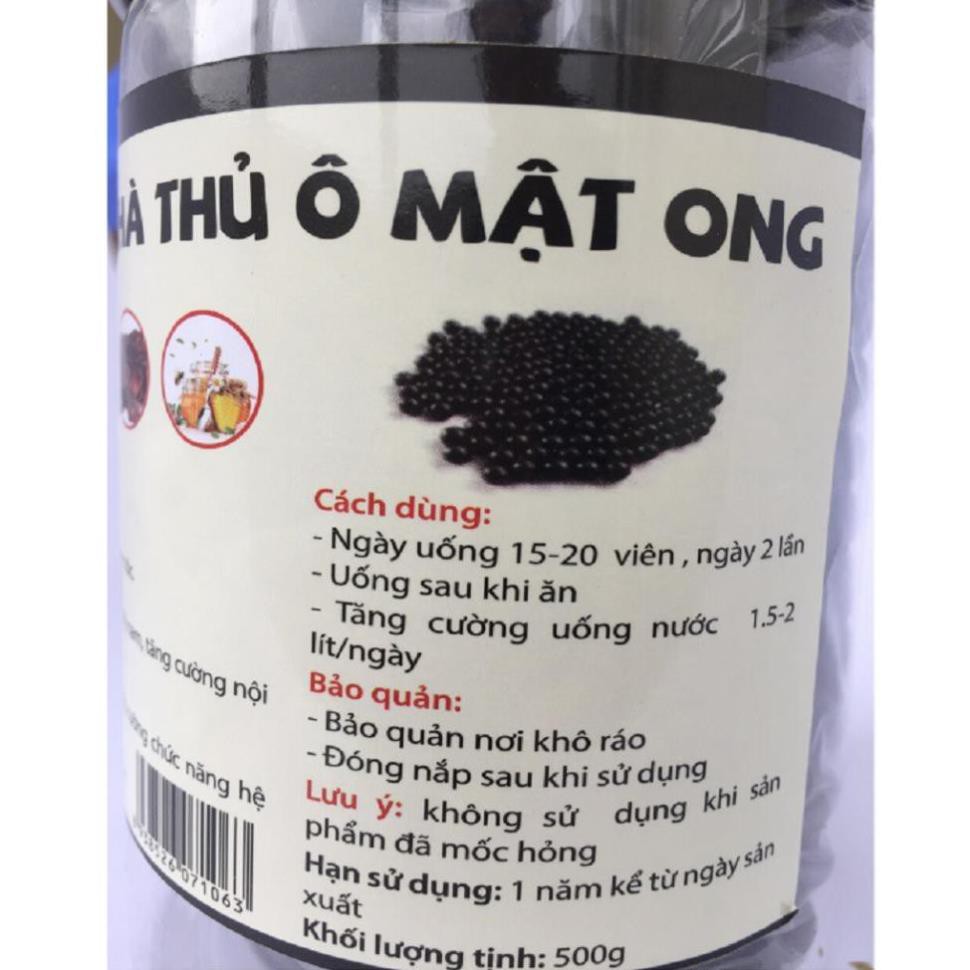 HÀ THỦ Ô MẬT ONG
tăng cường nội
chức năng hệ
071063
Cách dùng:
- Ngày uống 15-20 viên , ngày 2 lần
- Uống sau khi ăn
- Tăng cường uống nước 1.5-2
lít/ngày
Bảo quản:
- Bảo quản nơi khô ráo
- Đóng nắp sau khi sử dụng
Lưu ý: không sử dụng khi sản
phẩm đã mốc hỏng
Hạn sử dụng: 1 năm kể từ ngày sản
xuất
Khối lượng tịnh: 500g